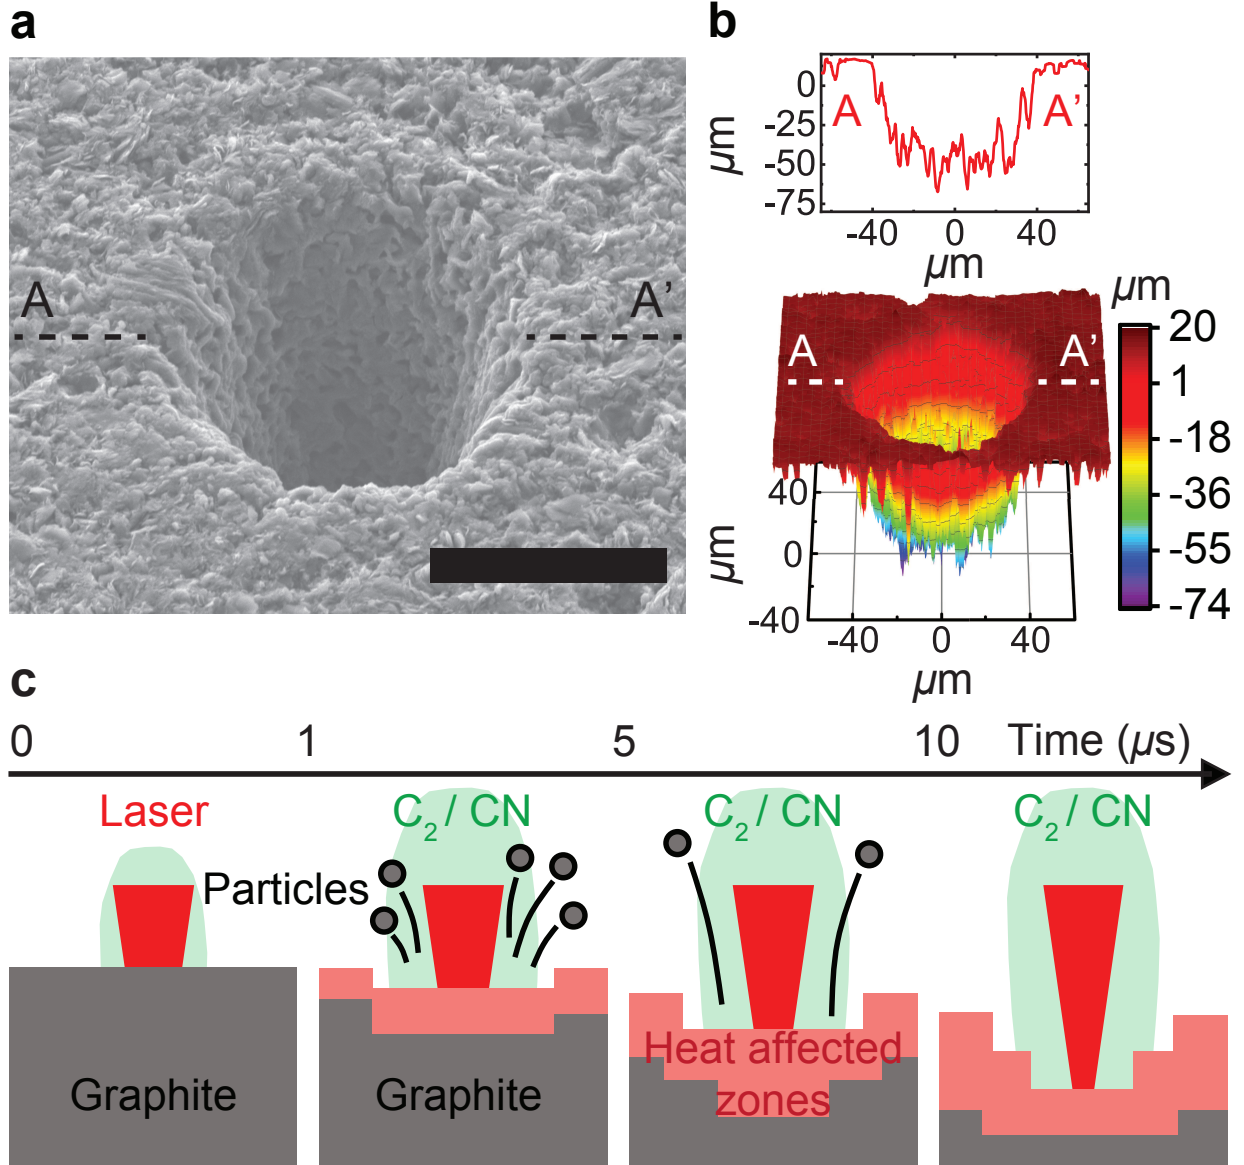 a
A
A'
b
0
-25
-50
-75
µm
A
A'
-40
0
40
µm
µm
20
1
-18
-36
-55
-74
A
A'
40
0
-40
µm
-40
0
40
µm
c
0
1
5
10
Time (µs)
Laser
C2 / CN
C2 / CN
C2 / CN
Particles
Heat affected
zones
Graphite
Graphite